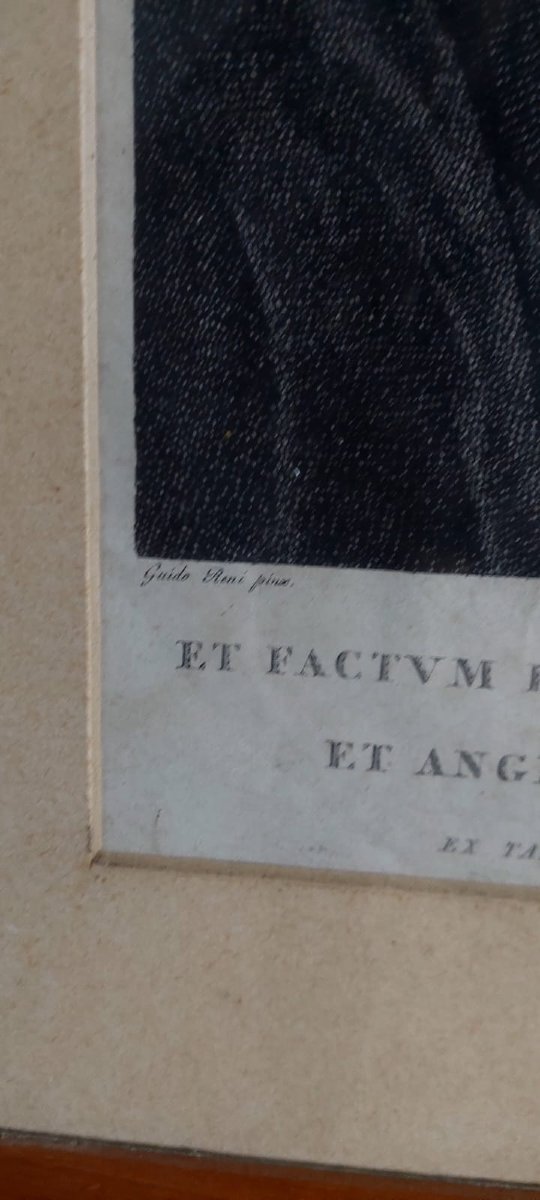 Guido Reni pinx.
ET FACTVM
ET ANG
EX TA